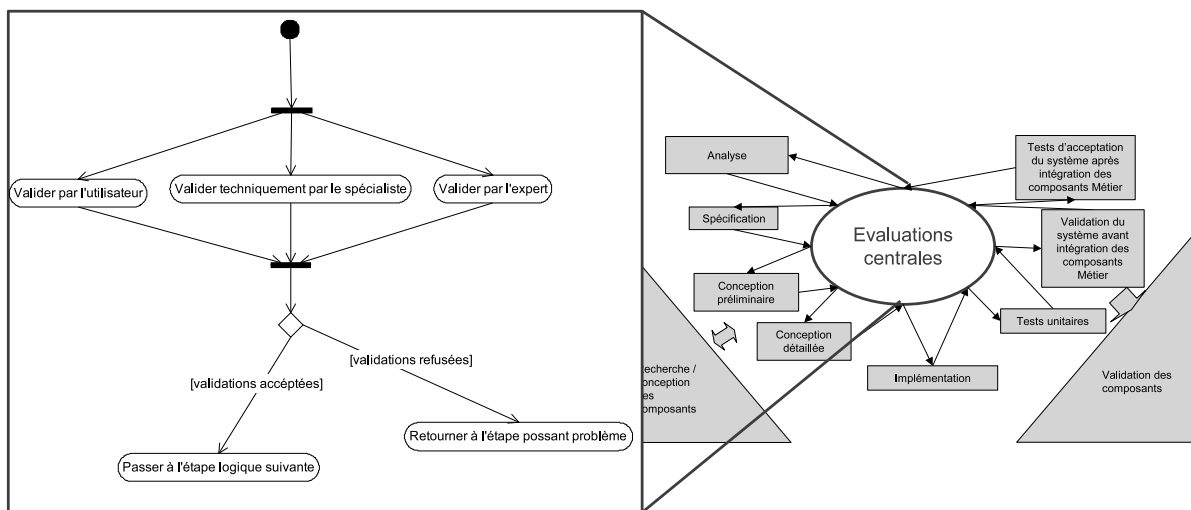 Valider par l'utilisateur
Valider techniquement par le spécialiste
Valider par l'expert
[validations refusées]
[validations accéptées]
Retourner à l'étape possant problème
Passer à l'étape logique suivante
Analyse
Tests d'acceptation
du système après
intégration des
composants Métier
Spécification
Evaluations
centrales
Validation du
système avant
intégration des
composants
Métier
Conception
préliminaire
Conception
détaillée
Tests unitaires
Implémentation
echerche /
onception
es
omposants
Validation des
composants